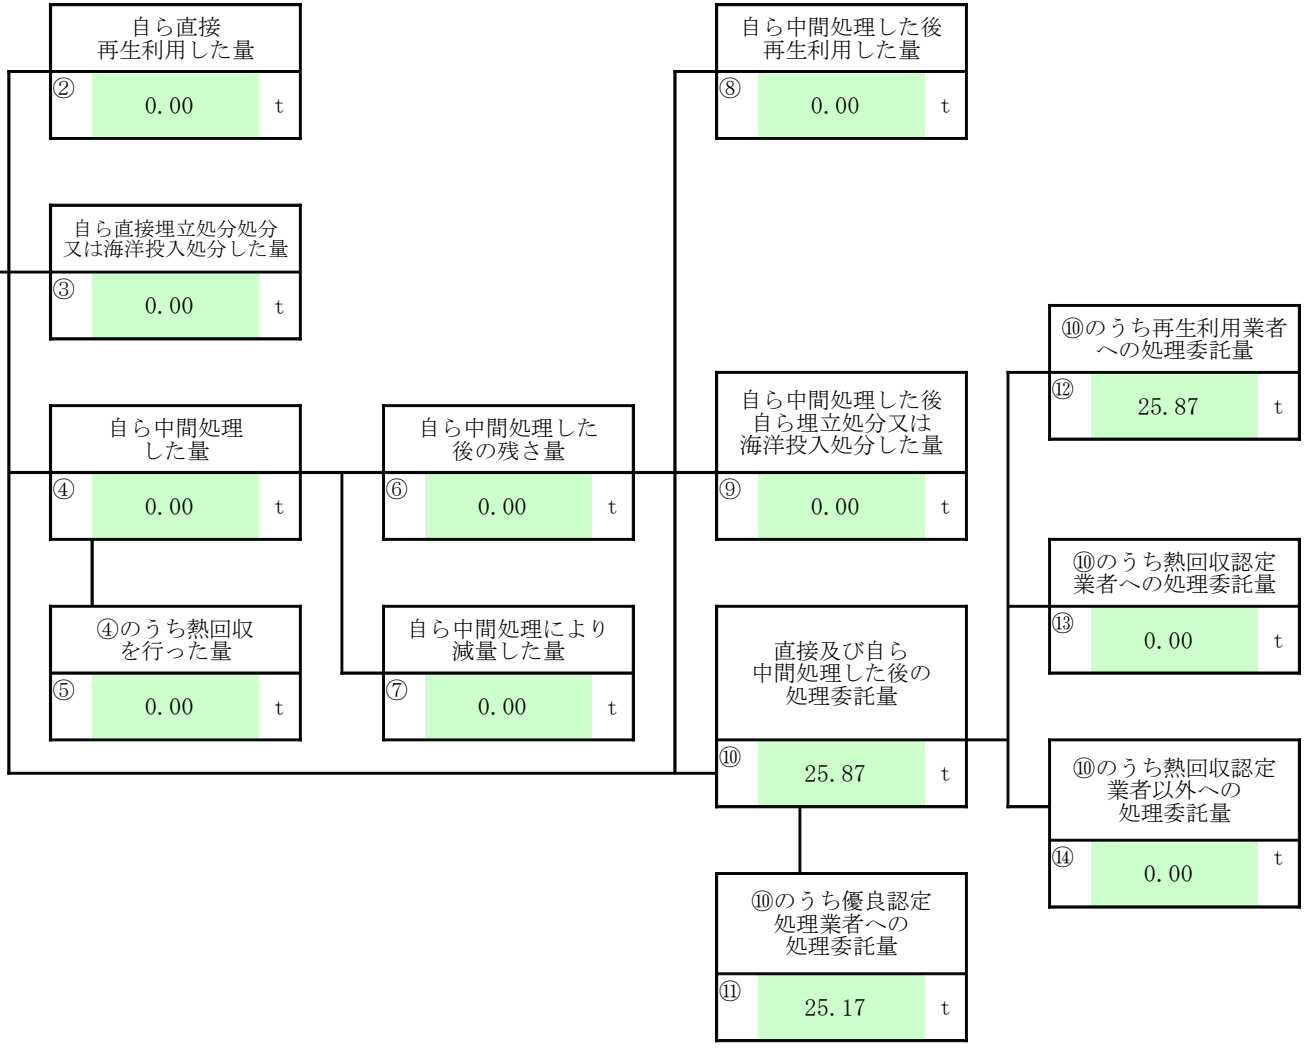 自ら直接
再生利用した量
② 0.00 t
自ら中間処理した後
再生利用した量
⑧ 0.00 t
自ら直接埋立処分処分
又は海洋投入処分した量
③ 0.00 t
⑩のうち再生利用業者
への処理委託量
⑫ 25.87 t
自ら中間処理
した量
④ 0.00 t
自ら中間処理した
後の残さ量
⑥ 0.00 t
自ら中間処理した後
自ら埋立処分又は
海洋投入処分した量
⑨ 0.00 t
⑩のうち熱回収認定
業者への処理委託量
⑬ 0.00 t
④のうち熱回収
を行った量
⑤ 0.00 t
自ら中間処理により
減量した量
⑦ 0.00 t
直接及び自ら
中間処理した後の
処理委託量
⑩ 25.87 t
⑩のうち熱回収認定
業者以外への
処理委託量
⑭ 0.00 t
⑩のうち優良認定
処理業者への
処理委託量
⑪ 25.17 t